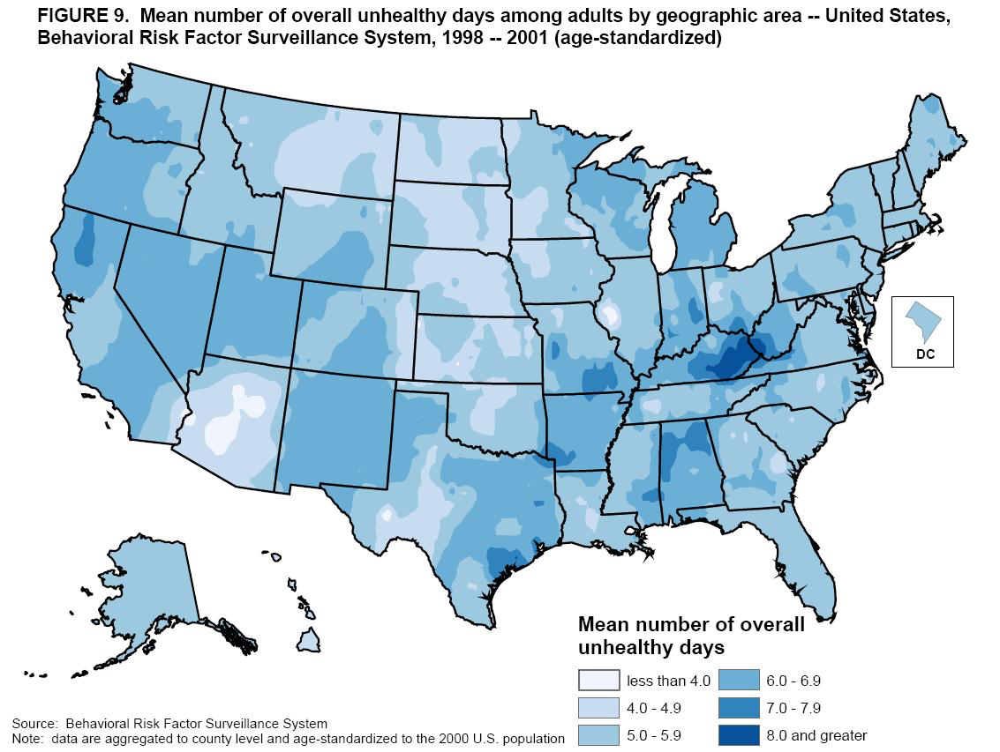 FIGURE 9.  Mean number of overall unhealthy days among adults by geographic area -- United States,
Behavioral Risk Factor Surveillance System, 1998 -- 2001 (age-standardized)
DC
Mean number of overall
unhealthy days
less than 4.0
4.0 - 4.9
5.0 - 5.9
6.0 - 6.9
7.0 - 7.9
8.0 and greater
Source:  Behavioral Risk Factor Surveillance System
Note:  data are aggregated to county level and age-standardized to the 2000 U.S. population